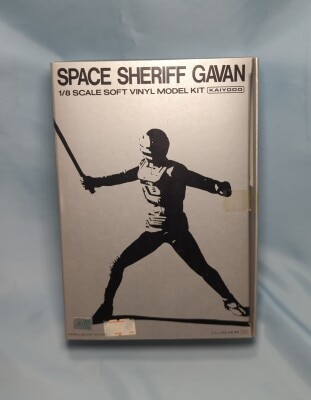 SPACE SHERIFF GAVAN
1/8 SCALE SOFT VINYL MODEL KIT KAIYODO